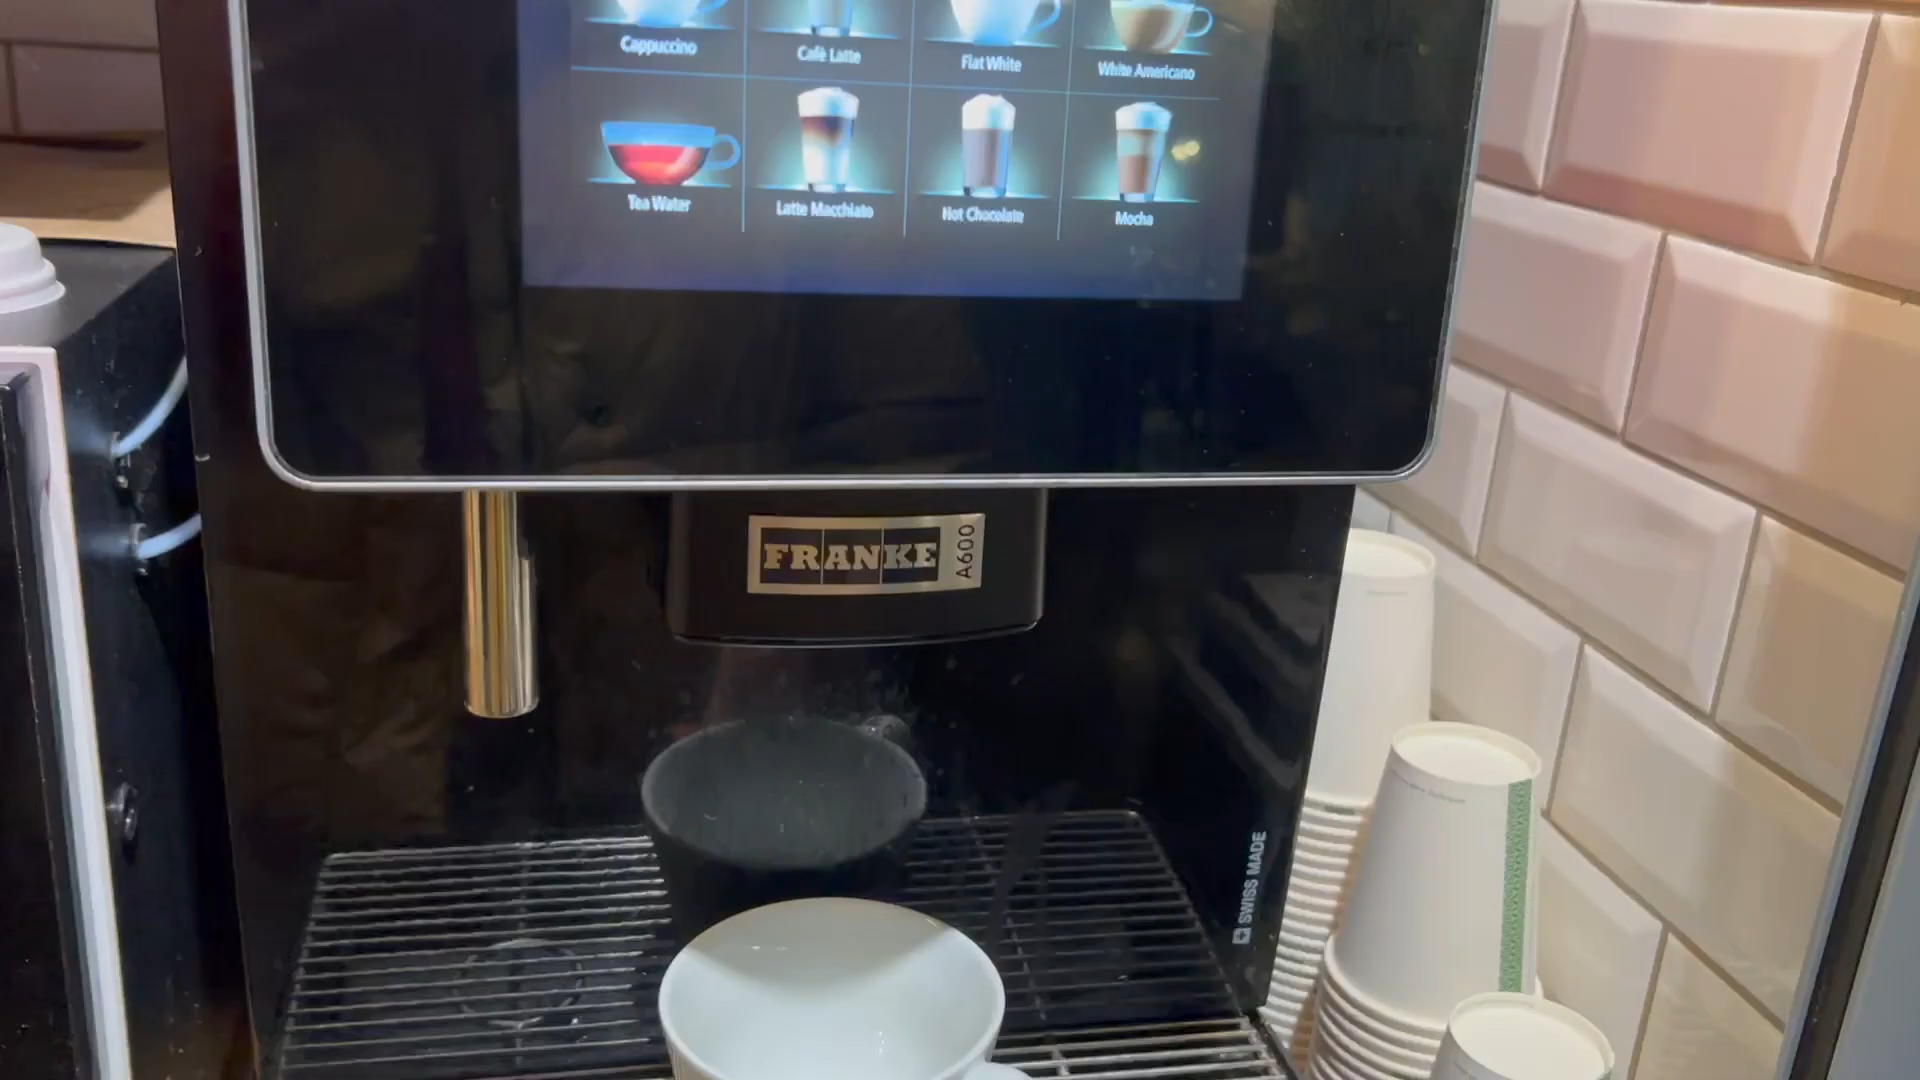 Cappuccino
Cafè Latte
Flat White
White Americano
Tea Water
Latte Macchiato
Hot Chocolate
Mocha
FRANKE
A600
SWISS MADE